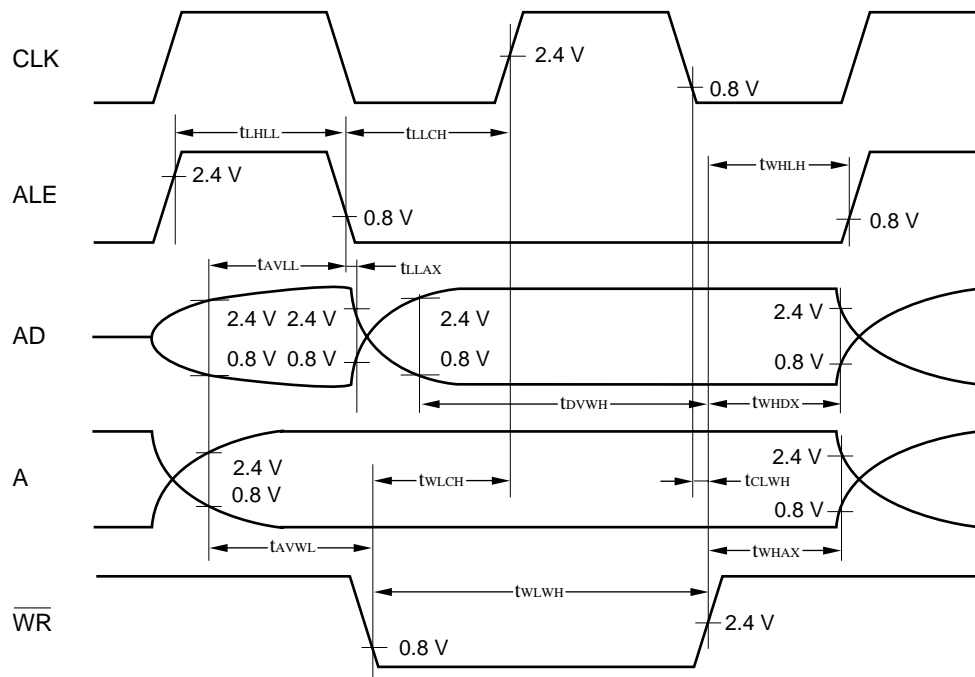 CLK
2.4 V
0.8 V
tLHLL
tLLCH
tWHLH
ALE
2.4 V
0.8 V
0.8 V
tAVLL
tLLAX
AD
2.4 V 2.4 V
2.4 V
2.4 V
0.8 V 0.8 V
0.8 V
0.8 V
tDVWH
tWHDX
A
2.4 V
2.4 V
0.8 V
tWLCH
tCLWH
0.8 V
tAVWL
tWHAX
tWLWH
WR
2.4 V
0.8 V